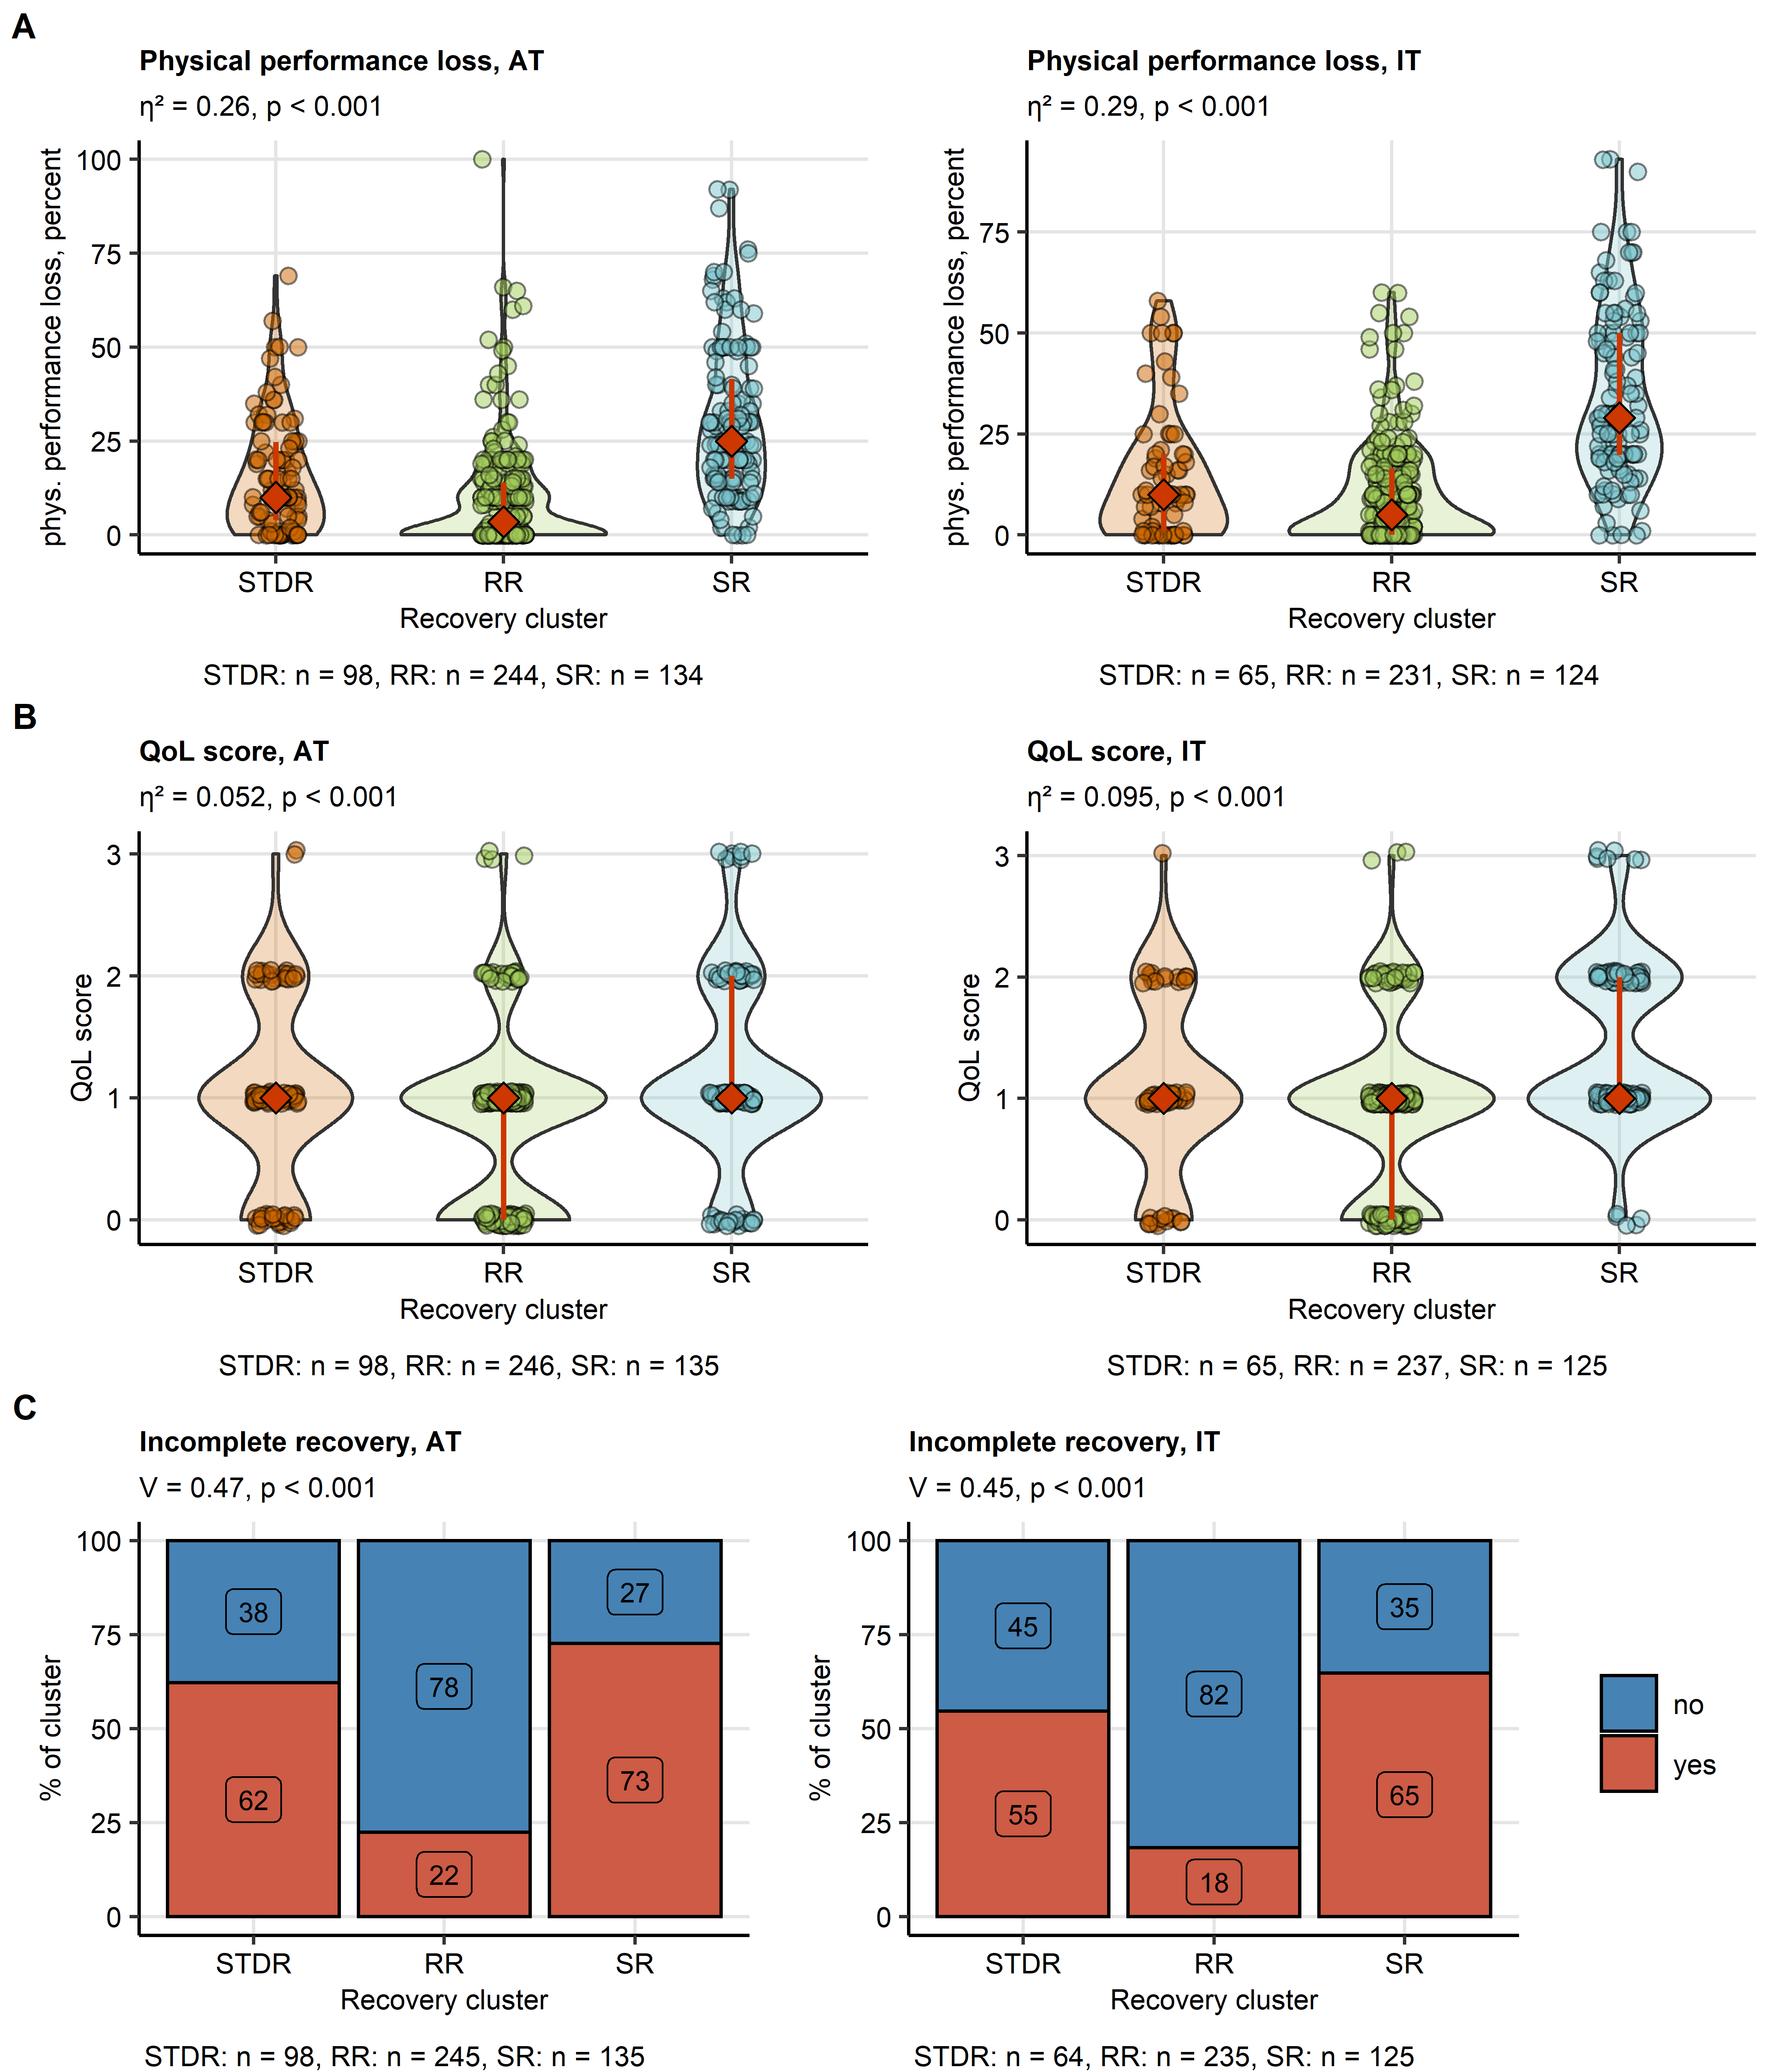 A
Physical performance loss, AT
η² = 0.26, p < 0.001
phys. performance loss, percent
100
75
50
25
0
STDR RR SR
Recovery cluster
STDR: n = 98, RR: n = 244, SR: n = 134
Physical performance loss, IT
η² = 0.29, p < 0.001
phys. performance loss, percent
75
50
25
0
STDR RR SR
Recovery cluster
STDR: n = 65, RR: n = 231, SR: n = 124
B
QoL score, AT
η² = 0.052, p < 0.001
QoL score
3
2
1
0
STDR RR SR
Recovery cluster
STDR: n = 98, RR: n = 246, SR: n = 135
QoL score, IT
η² = 0.095, p < 0.001
QoL score
3
2
1
0
STDR RR SR
Recovery cluster
STDR: n = 65, RR: n = 237, SR: n = 125
C
Incomplete recovery, AT
V = 0.47, p < 0.001
% of cluster
100
75
50
25
0
38
62
78
22
27
73
STDR RR SR
Recovery cluster
STDR: n = 98, RR: n = 245, SR: n = 135
Incomplete recovery, IT
V = 0.45, p < 0.001
% of cluster
100
75
50
25
0
45
55
82
18
35
65
STDR RR SR
Recovery cluster
STDR: n = 64, RR: n = 235, SR: n = 125
no
yes